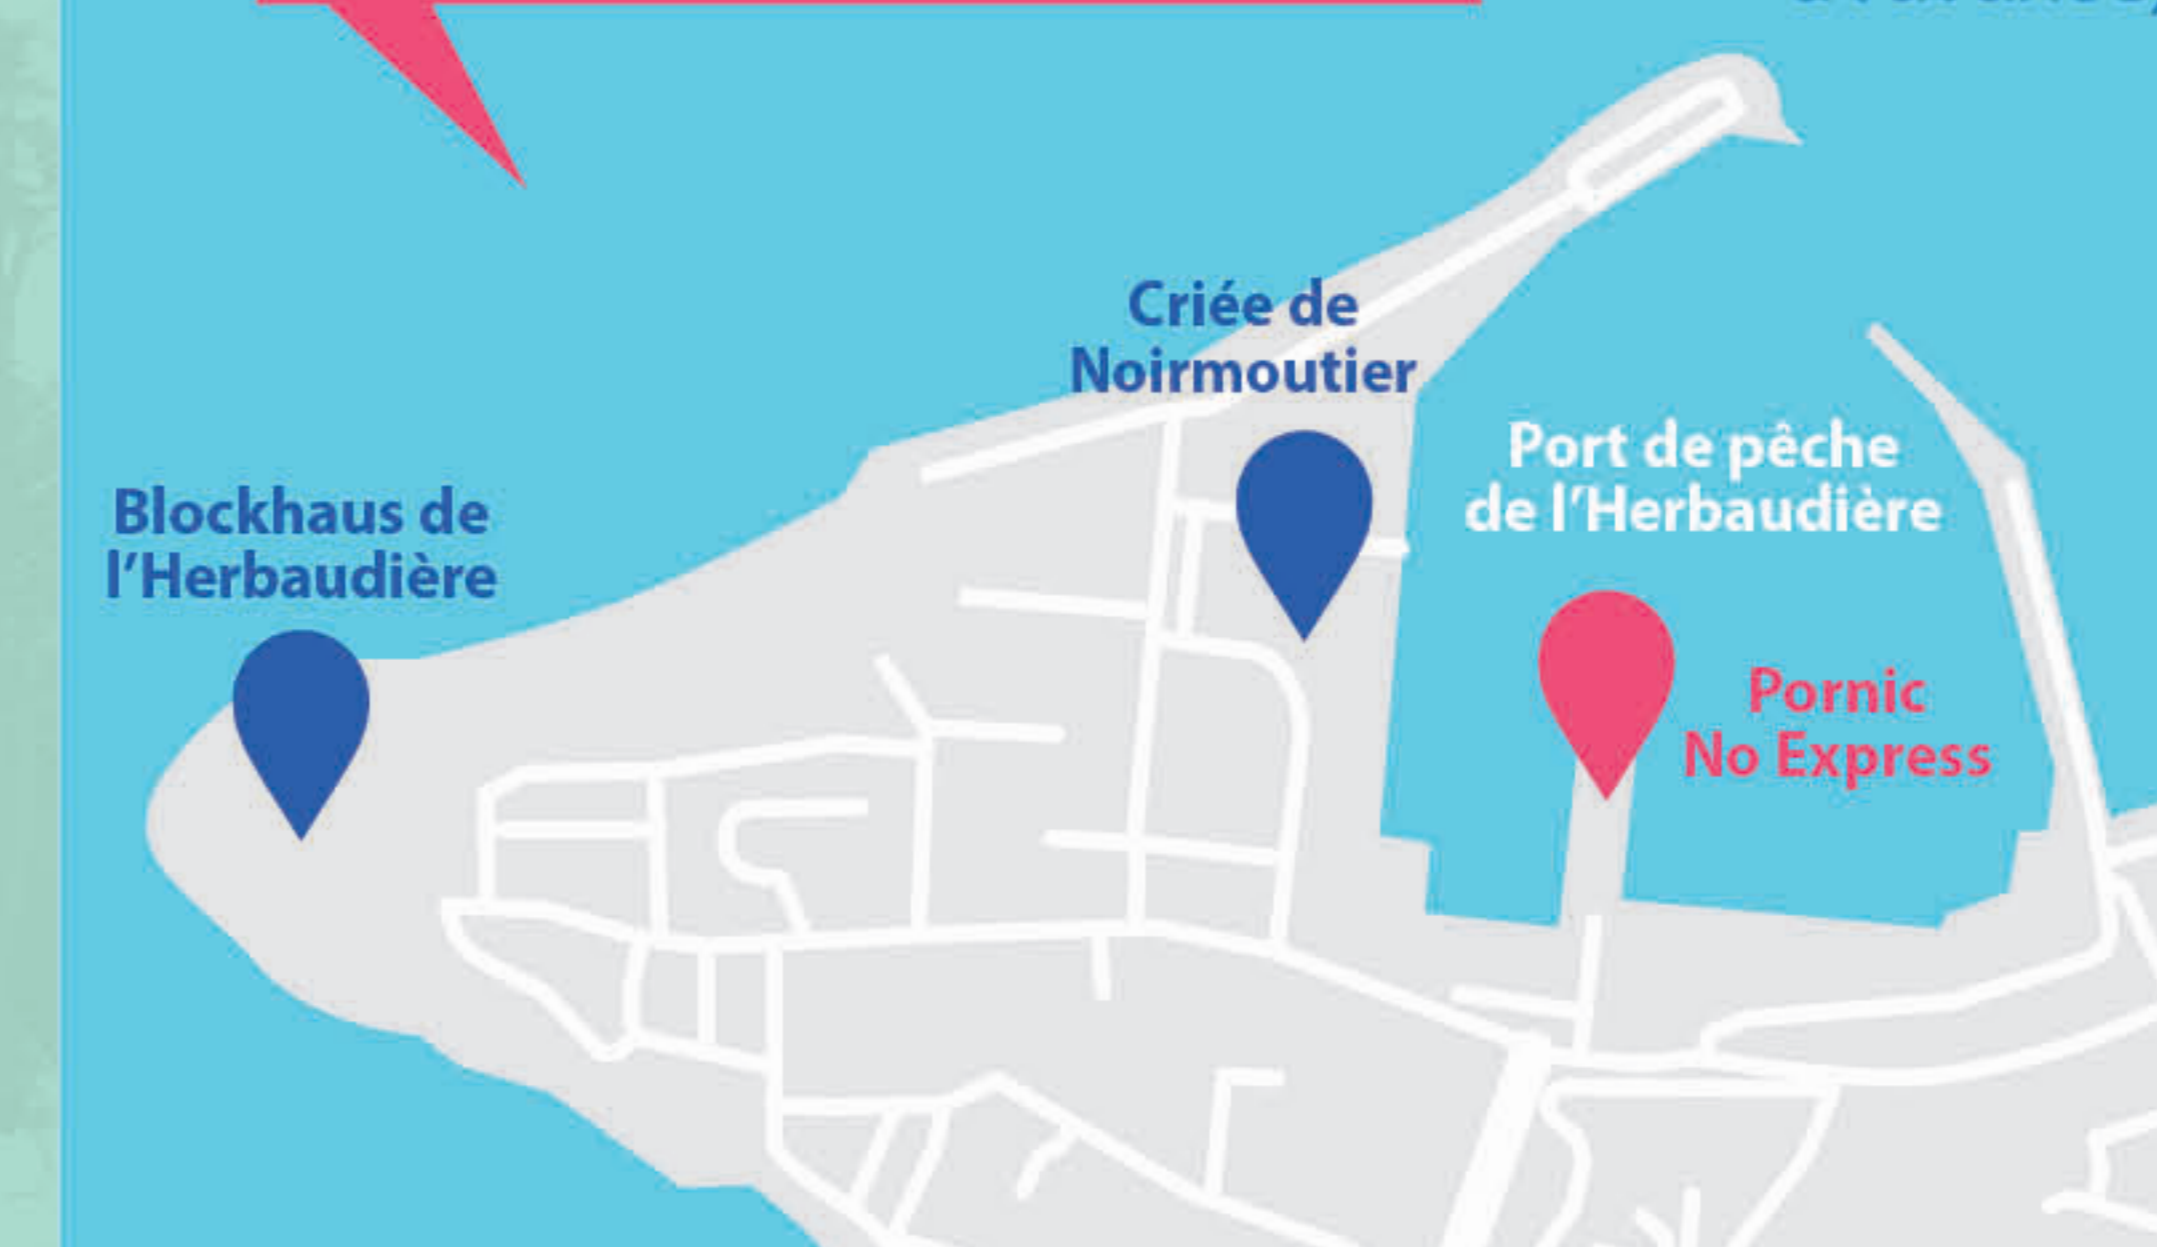 Criée de
Noirmoutier
Port de pêche
de l'Herbaudière
Blockhaus de
l'Herbaudière
Pornic
No Express